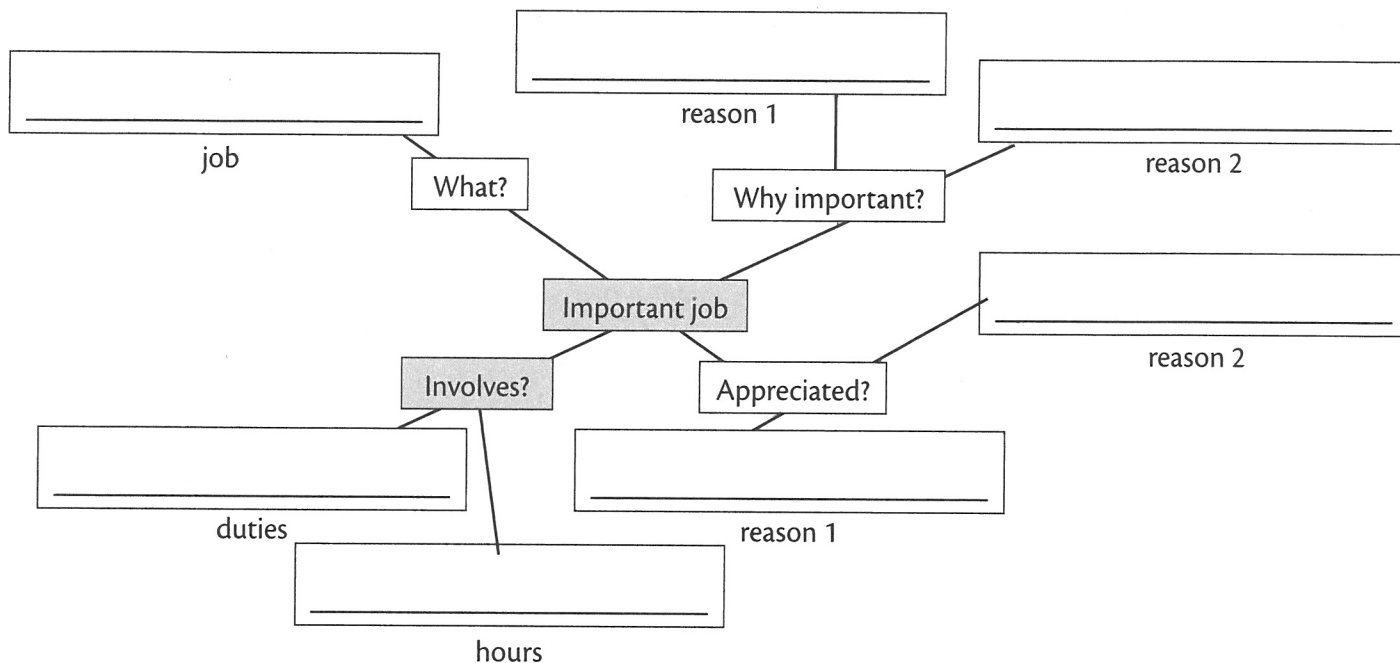 reason 1
job
reason 2
What?
Why important?
Important job
reason 2
Involves?
Appreciated?
duties
reason 1
hours